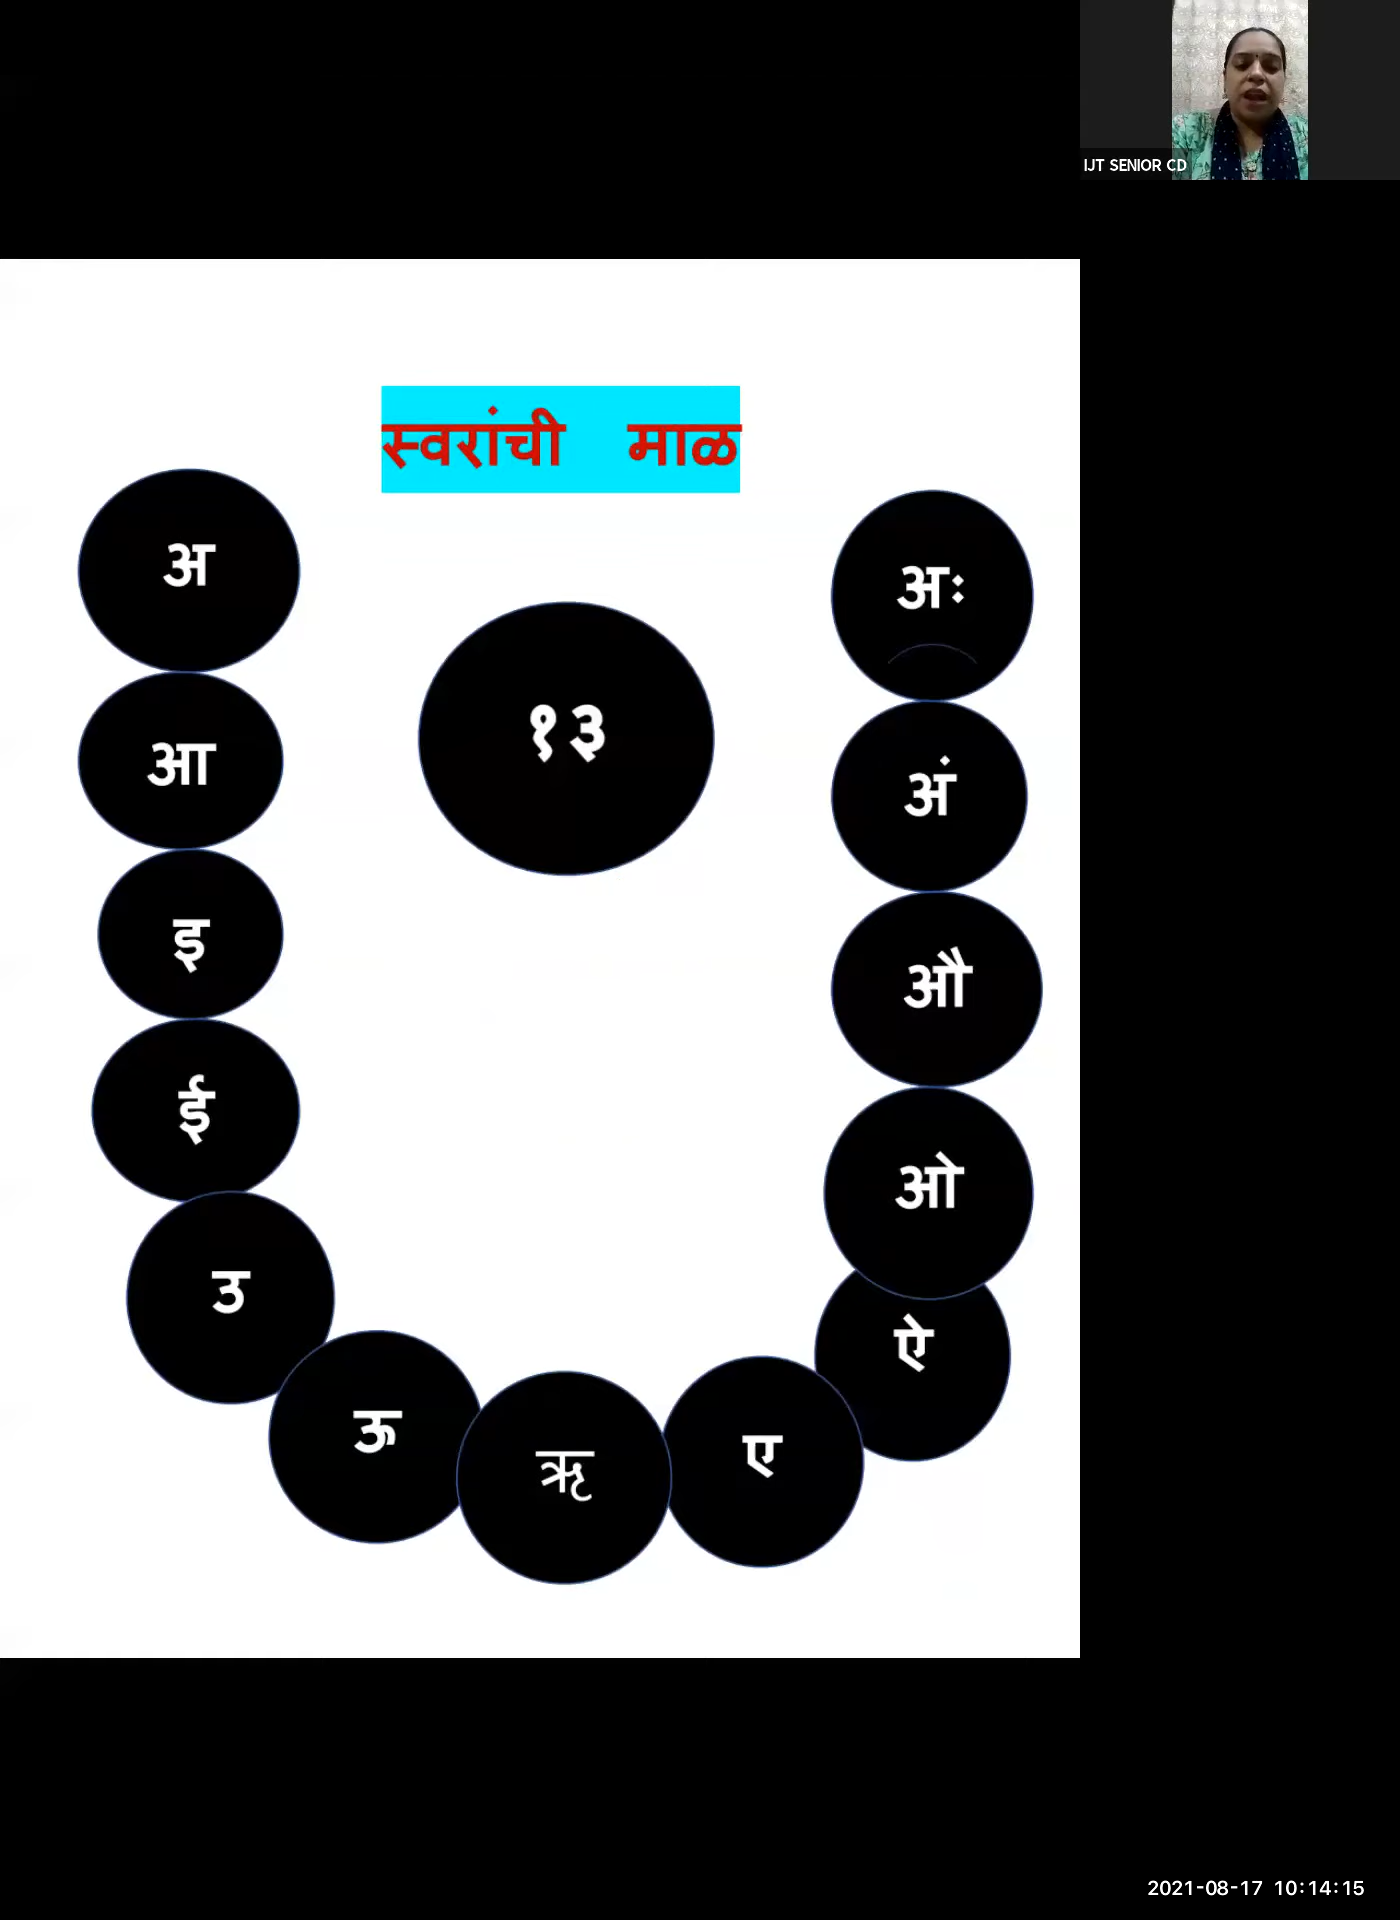 IJT SENIOR CD
स्वरांची माळ
अ
आ
इ
ई
उ
ऊ
ऋ
ए
ऐ
ओ
औ
अं
अः
१३
2021-08-17 10:14:15